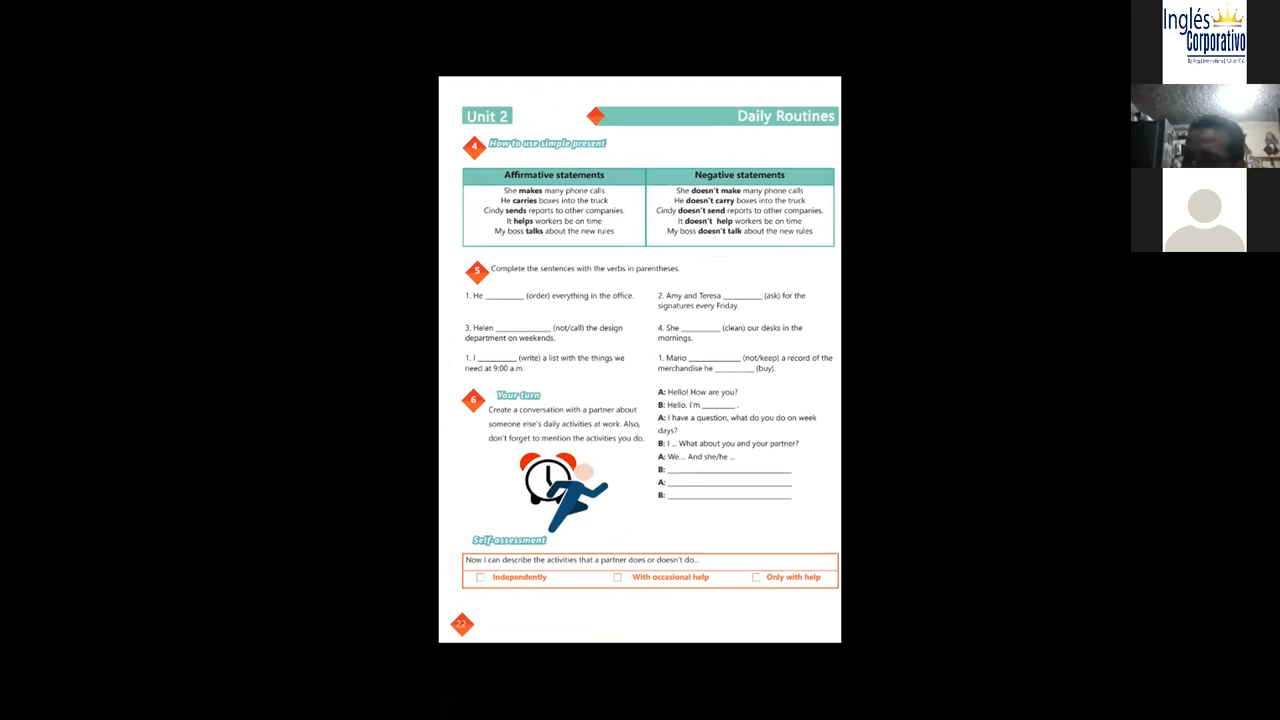 Inglés
Corporativo
Unit 2
Daily Routines
4
How to use simple present
Affirmative statements
She makes many phone calls
He carries boxes into the truck
Cindy sends reports to other companies.
It helps workers be on time
My boss talks about the new rules
Negative statements
She doesn't make many phone calls
He doesn't carry boxes into the truck
Cindy doesn't send reports to other companies.
It doesn't help workers be on time
My boss doesn't talk about the new rules
5
Complete the sentences with the verbs in parentheses.
1. He _________ (order) everything in the office.
2. Amy and Teresa _________ (ask) for the
signatures every Friday.
3. Helen _____________ (not/call) the design
department on weekends.
4. She _________ (clean) our desks in the
mornings.
1. I _________ (write) a list with the things we
need at 9:00 a.m.
1. Mario ____________ (not/keep) a record of the
merchandise he _________ (buy).
6
Your turn
Create a conversation with a partner about
someone else's daily activities at work. Also,
don't forget to mention the activities you do.
A: Hello! How are you?
B: Hello. I'm ________ .
A: I have a question, what do you do on week
days?
B: I ... What about you and your partner?
A: We... And she/he ...
B: _____________________________
A: _____________________________
B: _____________________________
Self-assessment
Now I can describe the activities that a partner does or doesn't do...
Independently
With occasional help
Only with help
22